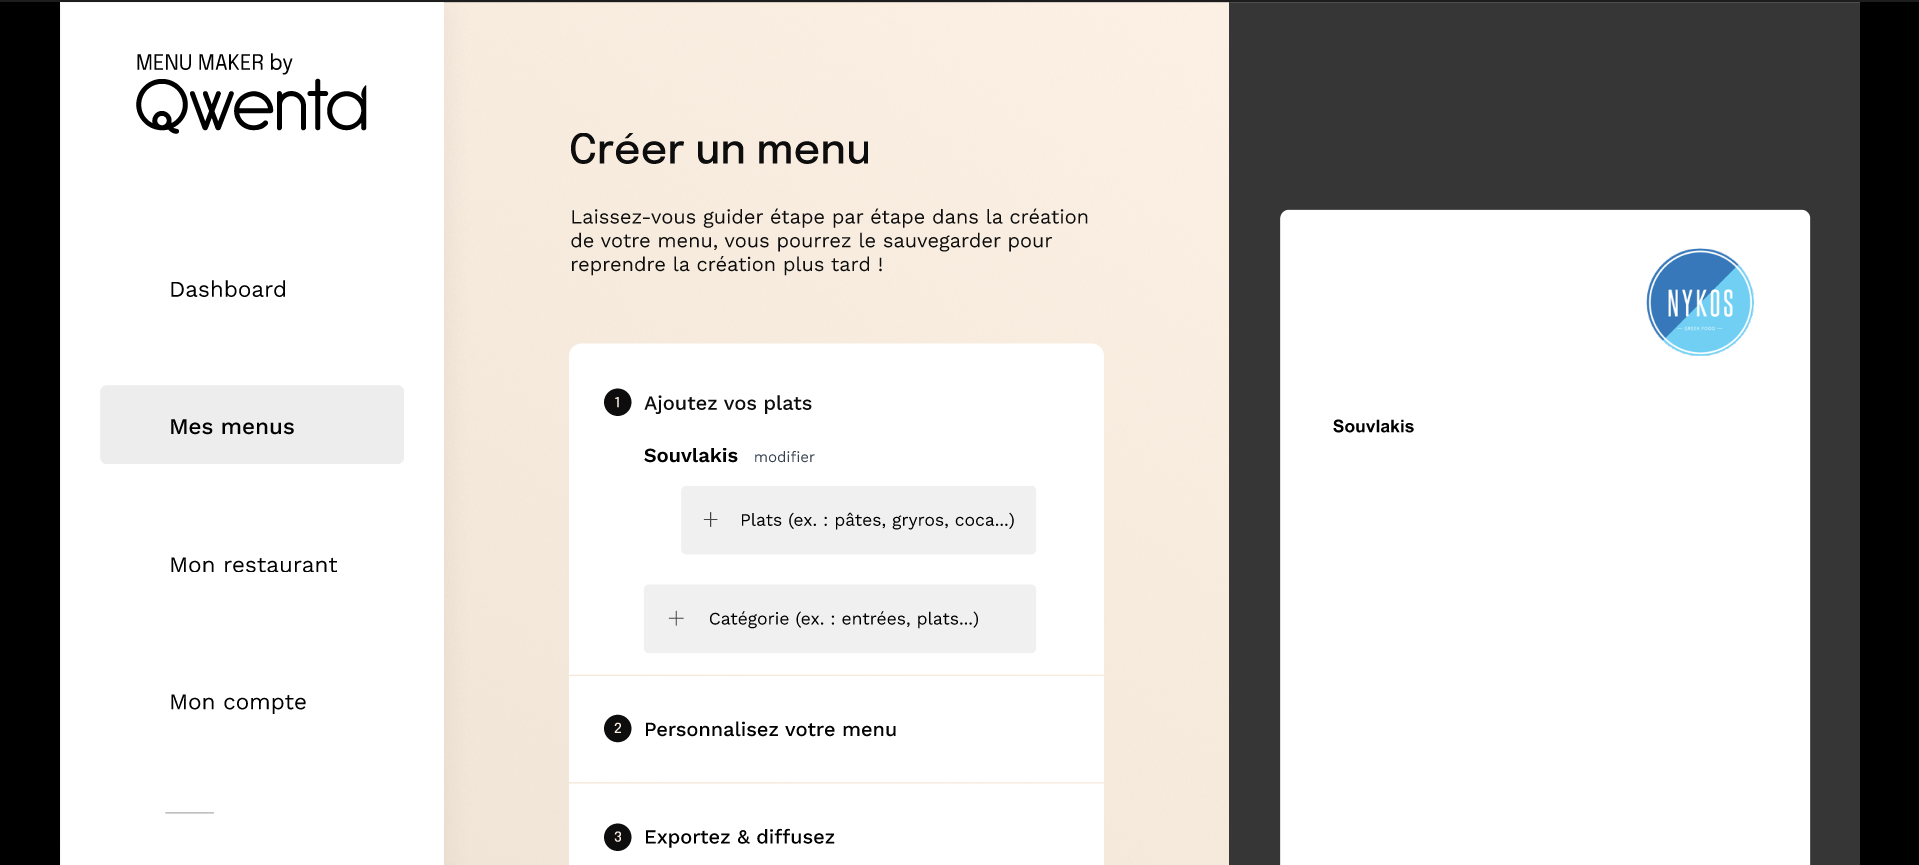 MENU MAKER by
Qwenta
Dashboard
Mes menus
Mon restaurant
Mon compte
Créer un menu
Laissez-vous guider étape par étape dans la création
de votre menu, vous pourrez le sauvegarder pour
reprendre la création plus tard !
1 Ajoutez vos plats
Souvlakis modifier
+ Plats (ex. : pâtes, gryros, coca...)
+ Catégorie (ex. : entrées, plats...)
2 Personnalisez votre menu
3 Exportez & diffusez
NYKOS
— GREEK FOOD —
Souvlakis